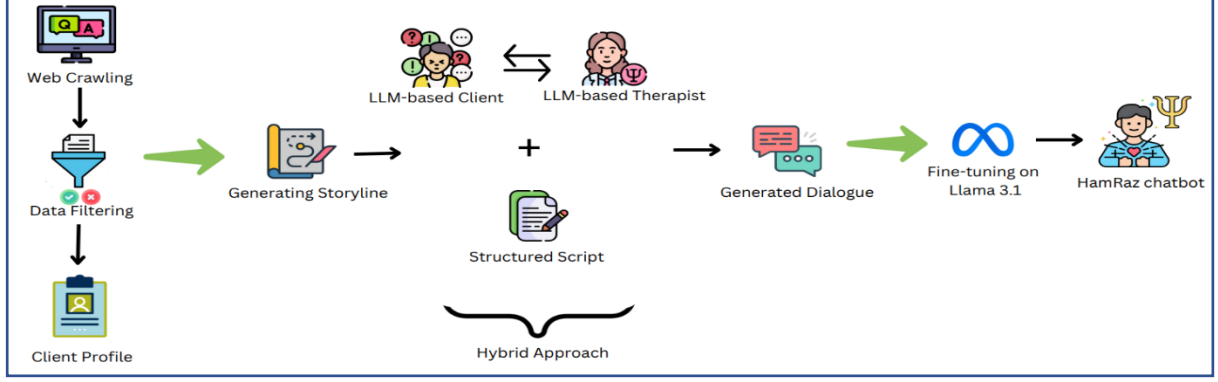 Q A
Web Crawling
Data Filtering
Client Profile
Generating Storyline
LLM-based Client
LLM-based Therapist
Ψ
+
Structured Script
Hybrid Approach
Generated Dialogue
Fine-tuning on
Llama 3.1
Ψ
HamRaz chatbot